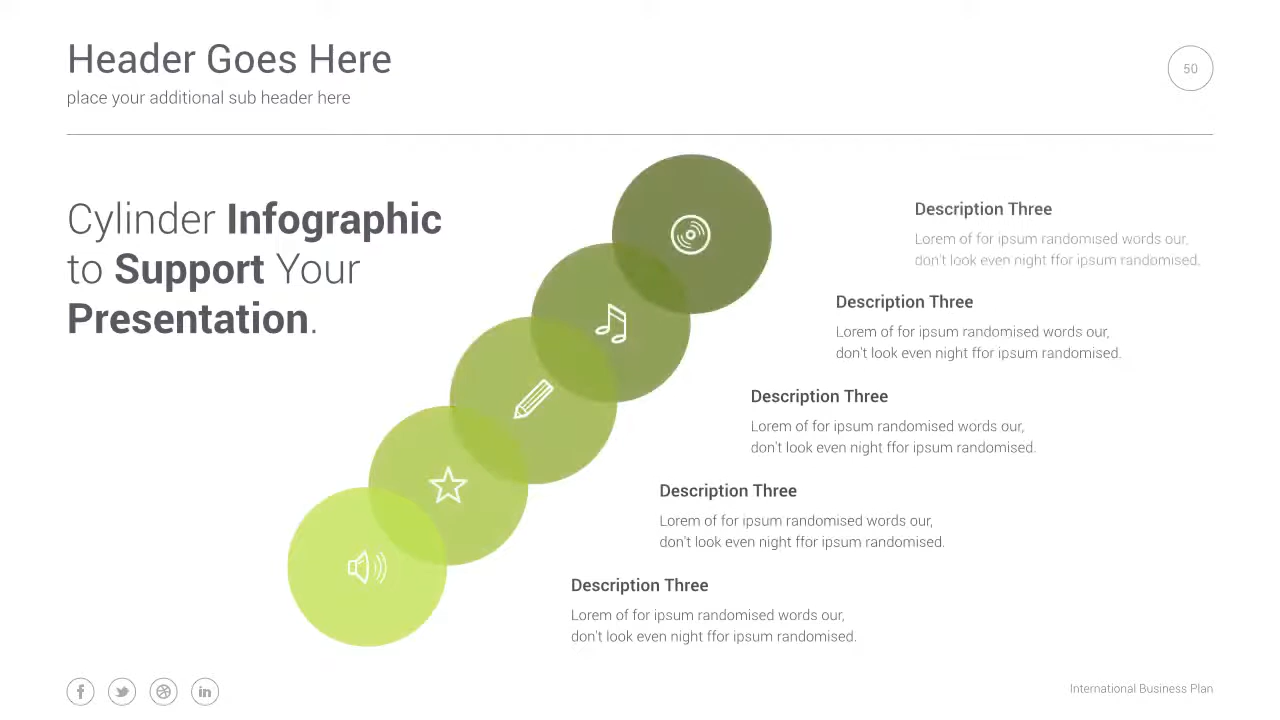 Header Goes Here
place your additional sub header here
50
Cylinder Infographic
to Support Your
Presentation.
Description Three
Lorem of for ipsum randomised words our,
don't look even night ffor ipsum randomised.
Description Three
Lorem of for ipsum randomised words our,
don't look even night ffor ipsum randomised.
Description Three
Lorem of for ipsum randomised words our,
don't look even night ffor ipsum randomised.
Description Three
Lorem of for ipsum randomised words our,
don't look even night ffor ipsum randomised.
Description Three
Lorem of for ipsum randomised words our,
don't look even night ffor ipsum randomised.
International Business Plan